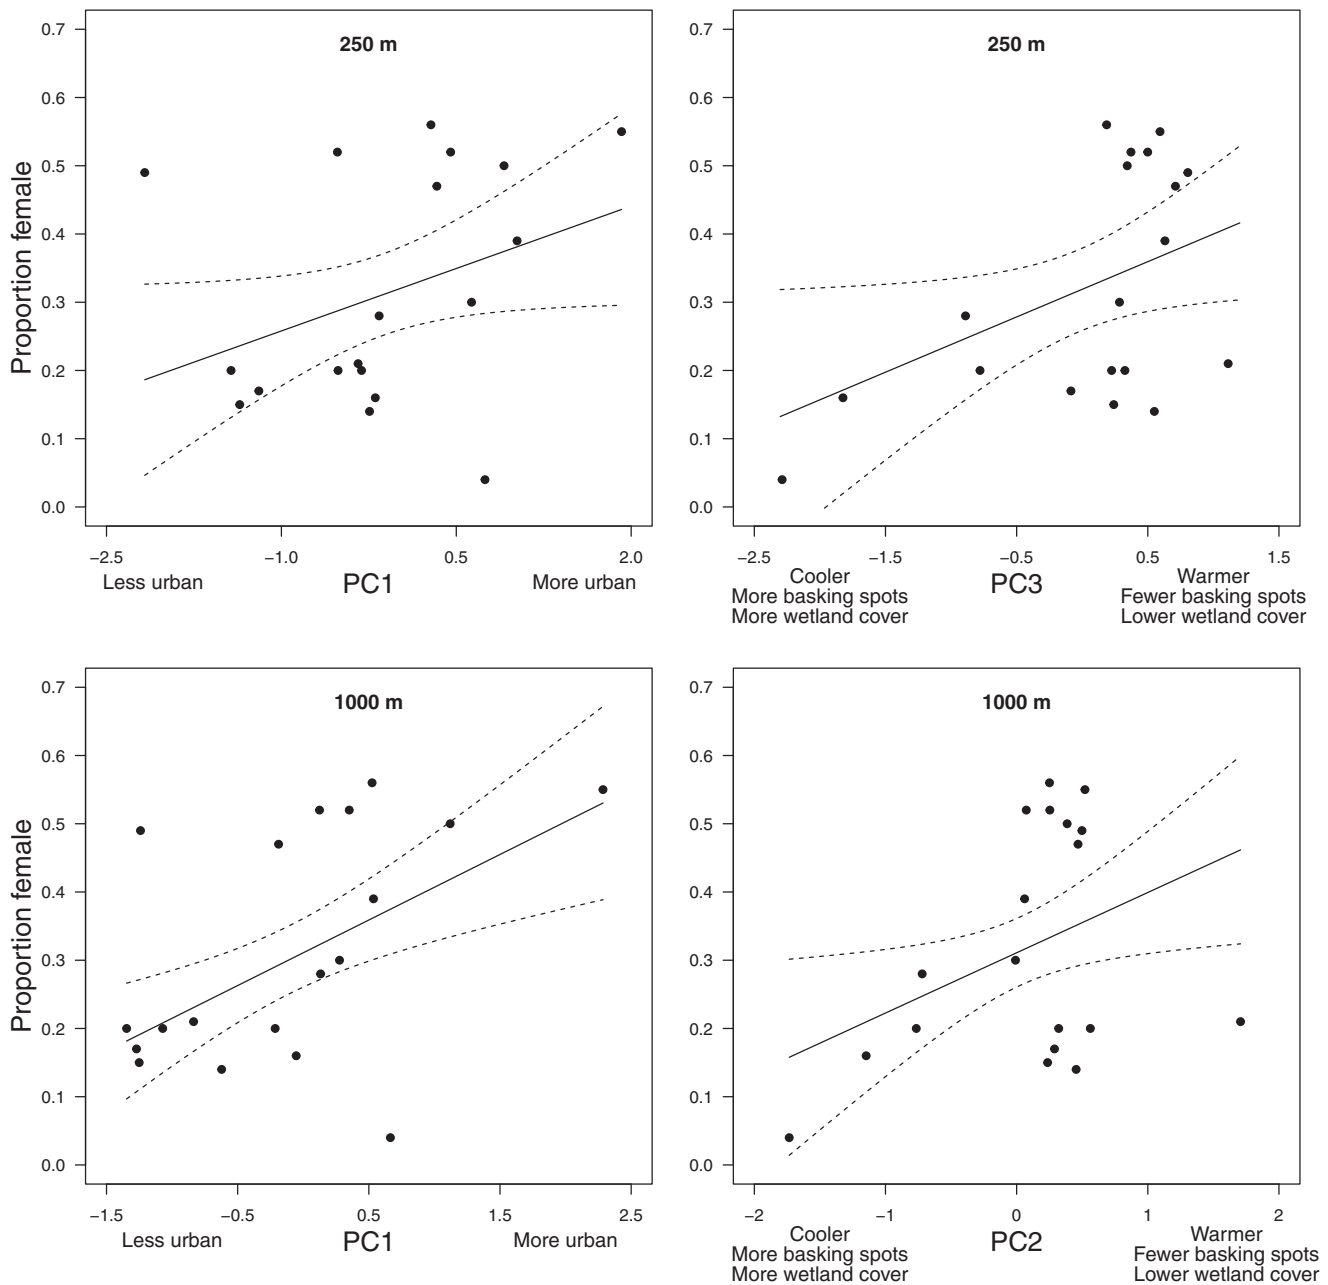 250 m
0.7
0.6
0.5
0.4
0.3
0.2
0.1
0.0
Proportion female
−2.5 −1.0 0.5 2.0
Less urban PC1 More urban
250 m
0.7
0.6
0.5
0.4
0.3
0.2
0.1
0.0
−2.5 −1.5 −0.5 0.5 1.5
PC3
Cooler
More basking spots
More wetland cover
Warmer
Fewer basking spots
Lower wetland cover
1000 m
0.7
0.6
0.5
0.4
0.3
0.2
0.1
0.0
Proportion female
−1.5 −0.5 0.5 1.5 2.5
Less urban PC1 More urban
1000 m
0.7
0.6
0.5
0.4
0.3
0.2
0.1
0.0
−2 −1 0 1 2
PC2
Cooler
More basking spots
More wetland cover
Warmer
Fewer basking spots
Lower wetland cover